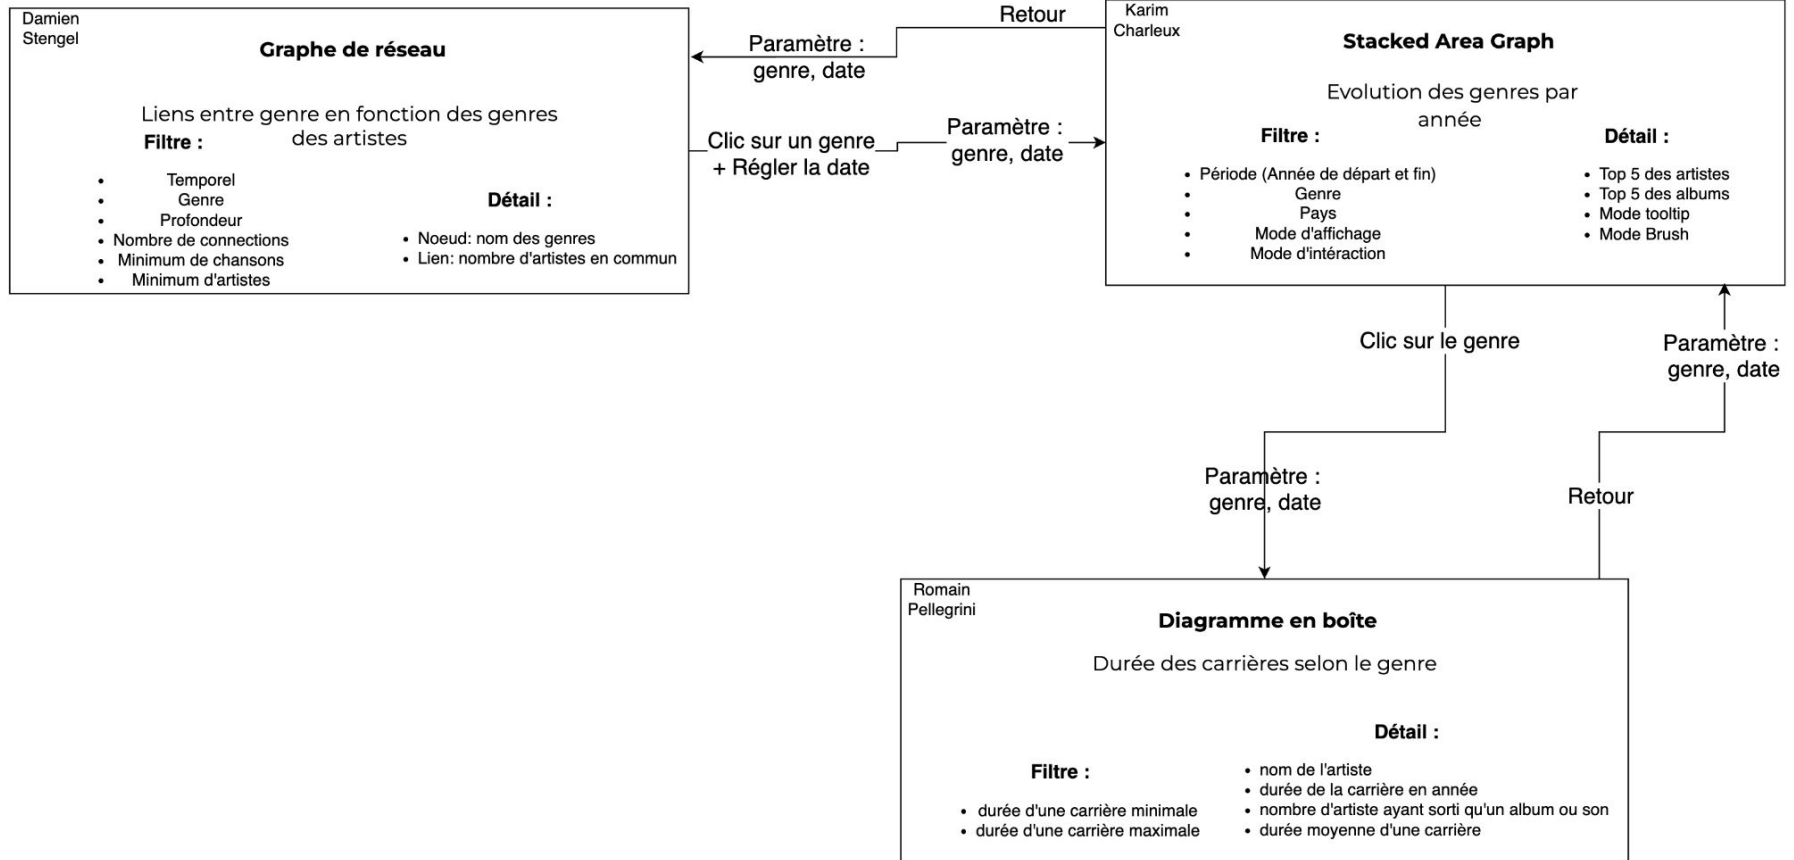 Damien
Stengel
Graphe de réseau
Liens entre genre en fonction des genres
des artistes
Filtre :
Temporel
Genre
Profondeur
Nombre de connections
Minimum de chansons
Minimum d'artistes
Détail :
Noeud: nom des genres
Lien: nombre d'artistes en commun
Retour
Paramètre :
genre, date
Clic sur un genre
+ Régler la date
Paramètre :
genre, date
Karim
Charleux
Stacked Area Graph
Evolution des genres par
année
Filtre :
Période (Année de départ et fin)
Genre
Pays
Mode d'affichage
Mode d'intéraction
Détail :
Top 5 des artistes
Top 5 des albums
Mode tooltip
Mode Brush
Clic sur le genre
Paramètre :
genre, date
Paramètre :
genre, date
Retour
Romain
Pellegrini
Diagramme en boîte
Durée des carrières selon le genre
Filtre :
durée d'une carrière minimale
durée d'une carrière maximale
Détail :
nom de l'artiste
durée de la carrière en année
nombre d'artiste ayant sorti qu'un album ou son
durée moyenne d'une carrière